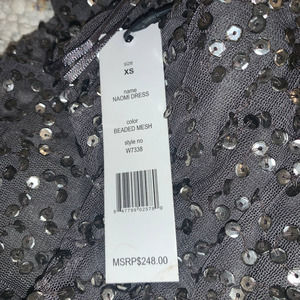 size
XS
name
NAOMI DRESS
color
BEADED MESH
style no
W7338
MSRP$248.00